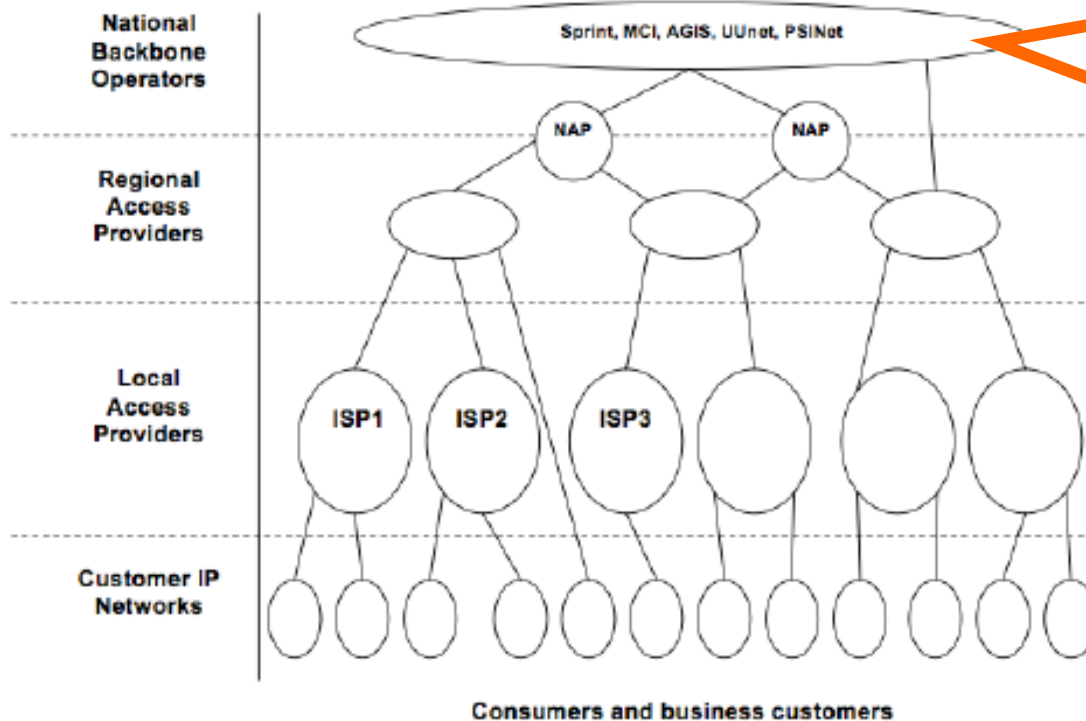 National
Backbone
Operators
Sprint, MCI, AGIS, UUnet, PSINet
NAP
NAP
Regional
Access
Providers
Local
Access
Providers
ISP1
ISP2
ISP3
Customer IP
Networks
Consumers and business customers